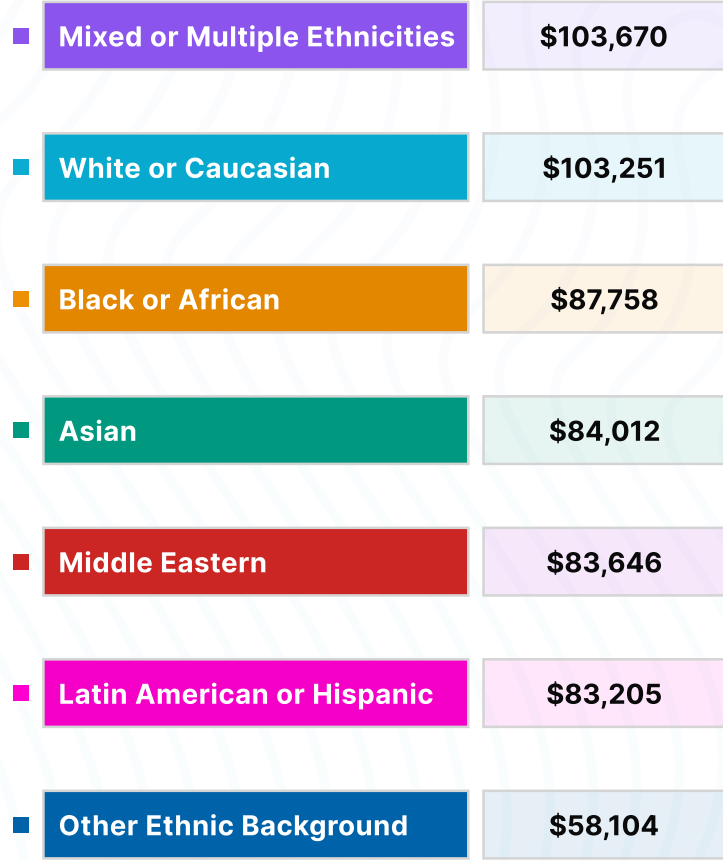 Mixed or Multiple Ethnicities $103,670
White or Caucasian $103,251
Black or African $87,758
Asian $84,012
Middle Eastern $83,646
Latin American or Hispanic $83,205
Other Ethnic Background $58,104